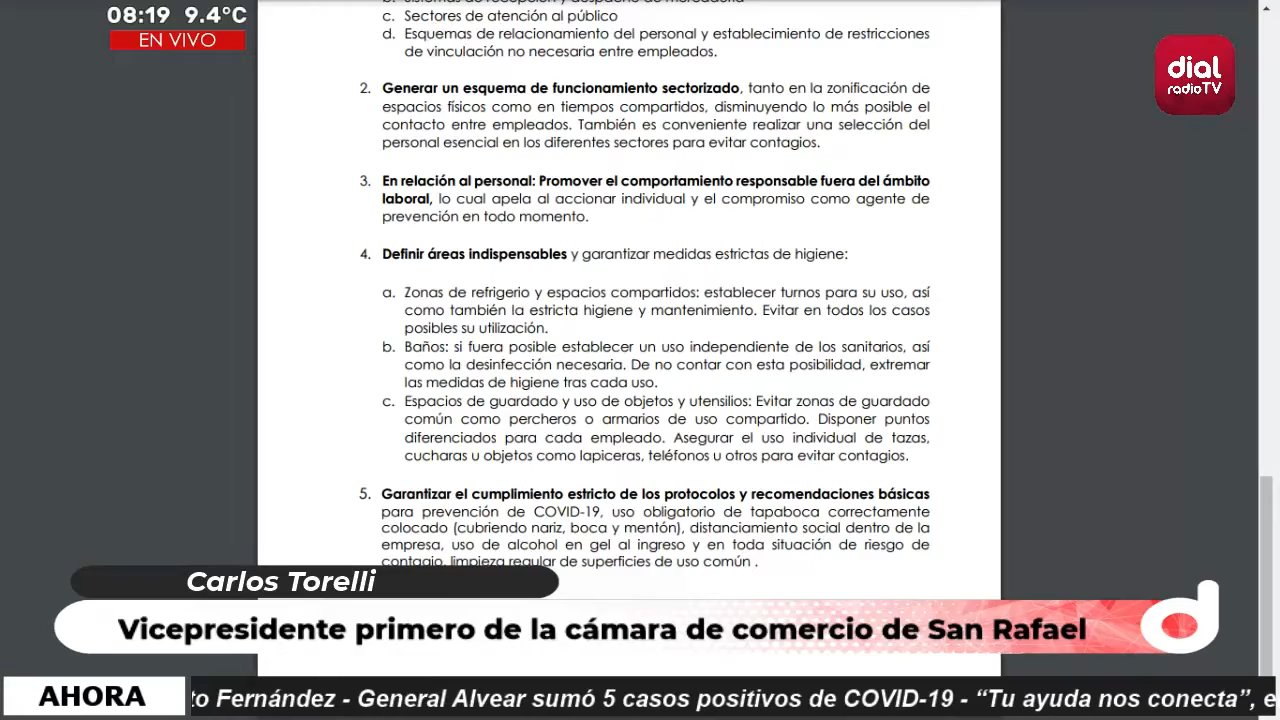 08:19 9.4°C
EN VIVO
dial
radioTV
c. Sectores de atención al público
d. Esquemas de relacionamiento del personal y establecimiento de restricciones
de vinculación no necesaria entre empleados.
2. Generar un esquema de funcionamiento sectorizado, tanto en la zonificación de
espacios físicos como en tiempos compartidos, disminuyendo lo más posible el
contacto entre empleados. También es conveniente realizar una selección del
personal esencial en los diferentes sectores para evitar contagios.
3. En relación al personal: Promover el comportamiento responsable fuera del ámbito
laboral, lo cual apela al accionar individual y el compromiso como agente de
prevención en todo momento.
4. Definir áreas indispensables y garantizar medidas estrictas de higiene:
a. Zonas de refrigerio y espacios compartidos: establecer turnos para su uso, así
como también la estricta higiene y mantenimiento. Evitar en todos los casos
posibles su utilización.
b. Baños: si fuera posible establecer un uso independiente de los sanitarios, así
como la desinfección necesaria. De no contar con esta posibilidad, extremar
las medidas de higiene tras cada uso.
c. Espacios de guardado y uso de objetos y utensilios: Evitar zonas de guardado
común como percheros o armarios de uso compartido. Disponer puntos
diferenciados para cada empleado. Asegurar el uso individual de tazas,
cucharas u objetos como lapiceras, teléfonos u otros para evitar contagios.
5. Garantizar el cumplimiento estricto de los protocolos y recomendaciones básicas
para prevención de COVID-19, uso obligatorio de tapaboca correctamente
colocado (cubriendo nariz, boca y mentón), distanciamiento social dentro de la
empresa, uso de alcohol en gel al ingreso y en toda situación de riesgo de
contagio, limpieza regular de superficies de uso común .
Carlos Torelli
Vicepresidente primero de la cámara de comercio de San Rafael
d
AHORA
to Fernández - General Alvear sumó 5 casos positivos de COVID-19 - “Tu ayuda nos conecta”, e